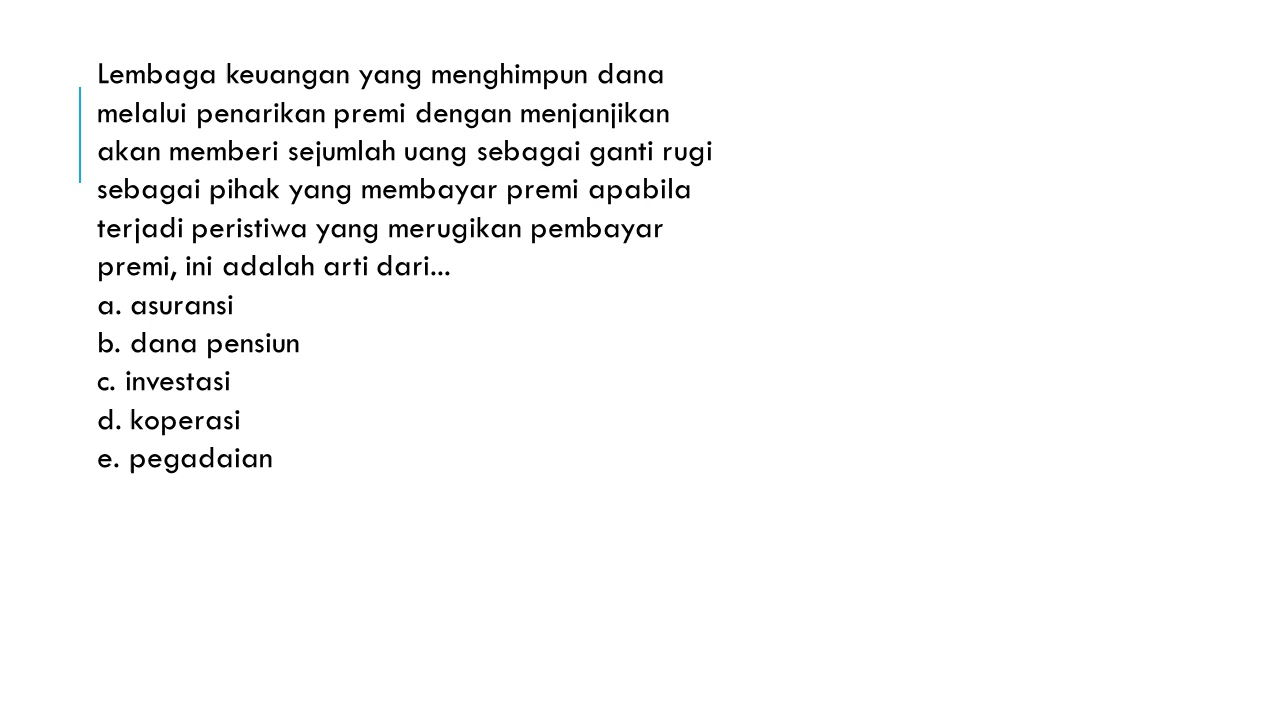 Lembaga keuangan yang menghimpun dana
melalui penarikan premi dengan menjanjikan
akan memberi sejumlah uang sebagai ganti rugi
sebagai pihak yang membayar premi apabila
terjadi peristiwa yang merugikan pembayar
premi, ini adalah arti dari...
a. asuransi
b. dana pensiun
c. investasi
d. koperasi
e. pegadaian